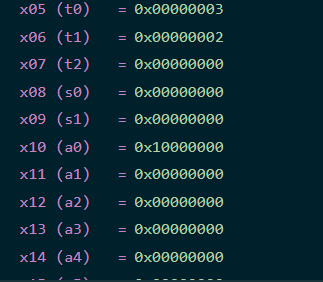 x05 (t0) = 0x00000003
x06 (t1) = 0x00000002
x07 (t2) = 0x00000000
x08 (s0) = 0x00000000
x09 (s1) = 0x00000000
x10 (a0) = 0x10000000
x11 (a1) = 0x00000000
x12 (a2) = 0x00000000
x13 (a3) = 0x00000000
x14 (a4) = 0x00000000